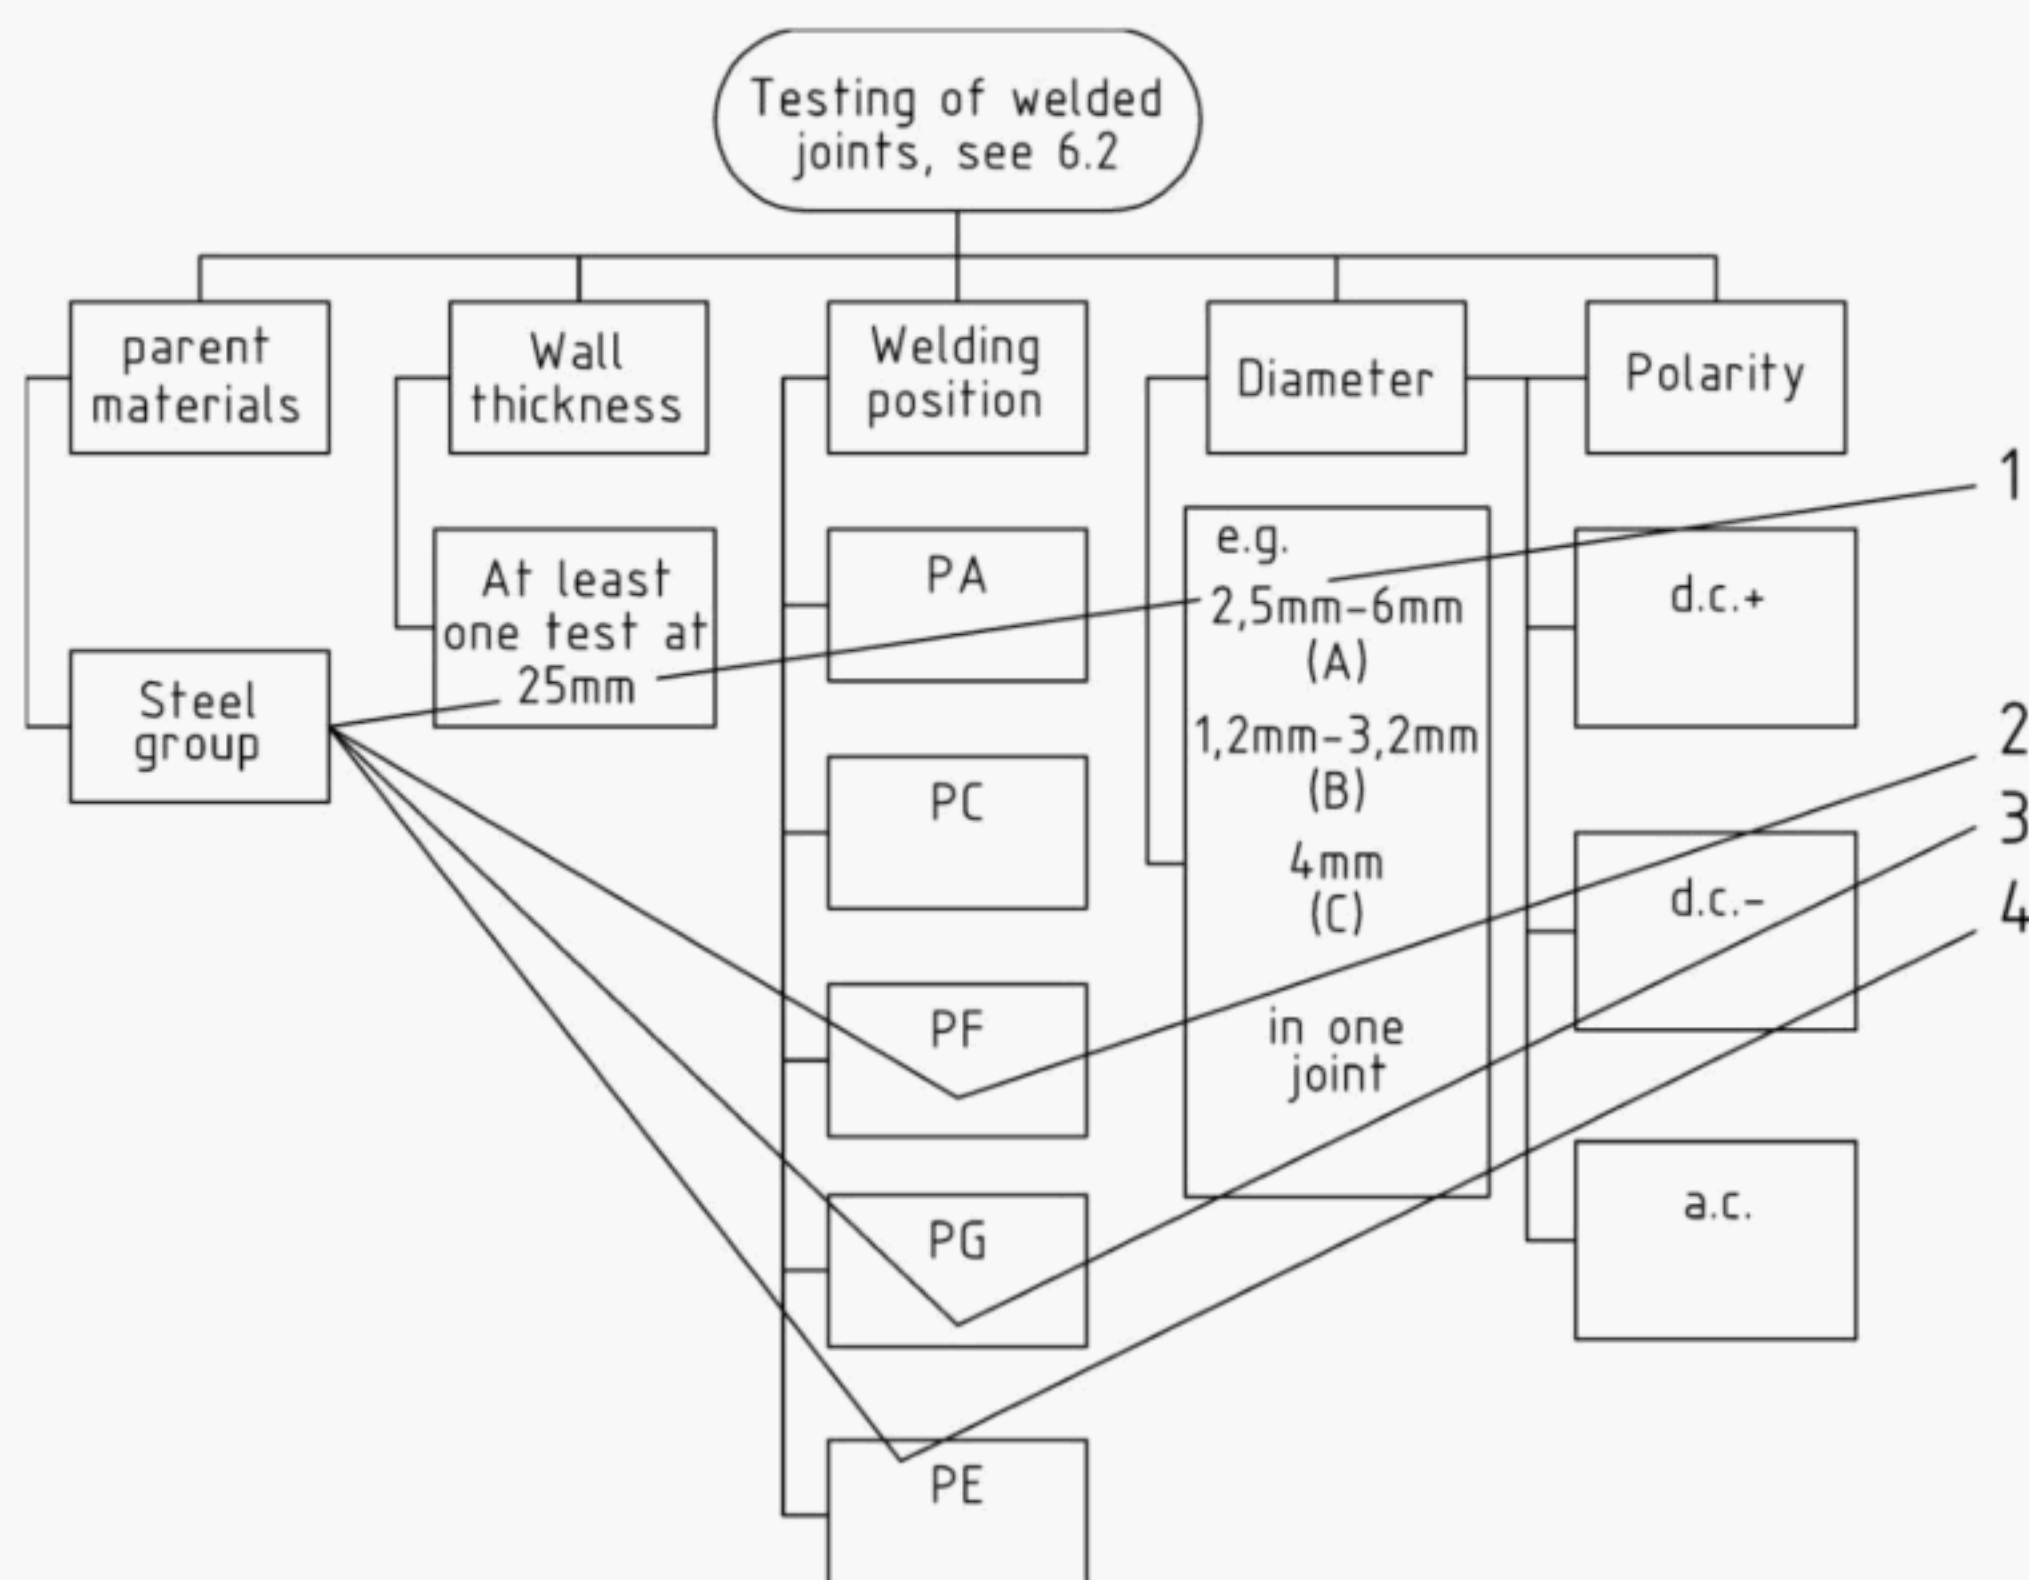 Testing of welded
joints, see 6.2
parent
materials
Wall
thickness
Welding
position
Diameter
Polarity
Steel
group
At least
one test at
25mm
PA
PC
PF
PG
PE
e.g.
2,5mm-6mm
(A)
1,2mm-3,2mm
(B)
4mm
(C)
in one
joint
d.c.+
d.c.-
a.c.
1
2
3
4